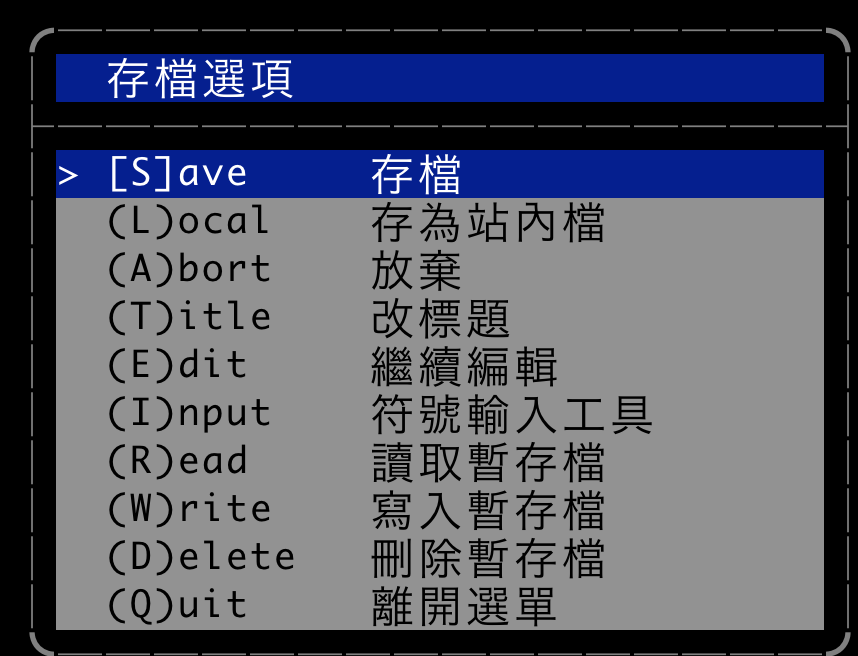 存檔選項
> [S]ave 存檔
(L)ocal 存為站內檔
(A)bort 放棄
(T)itle 改標題
(E)dit 繼續編輯
(I)nput 符號輸入工具
(R)ead 讀取暫存檔
(W)rite 寫入暫存檔
(D)elete 刪除暫存檔
(Q)uit 離開選單